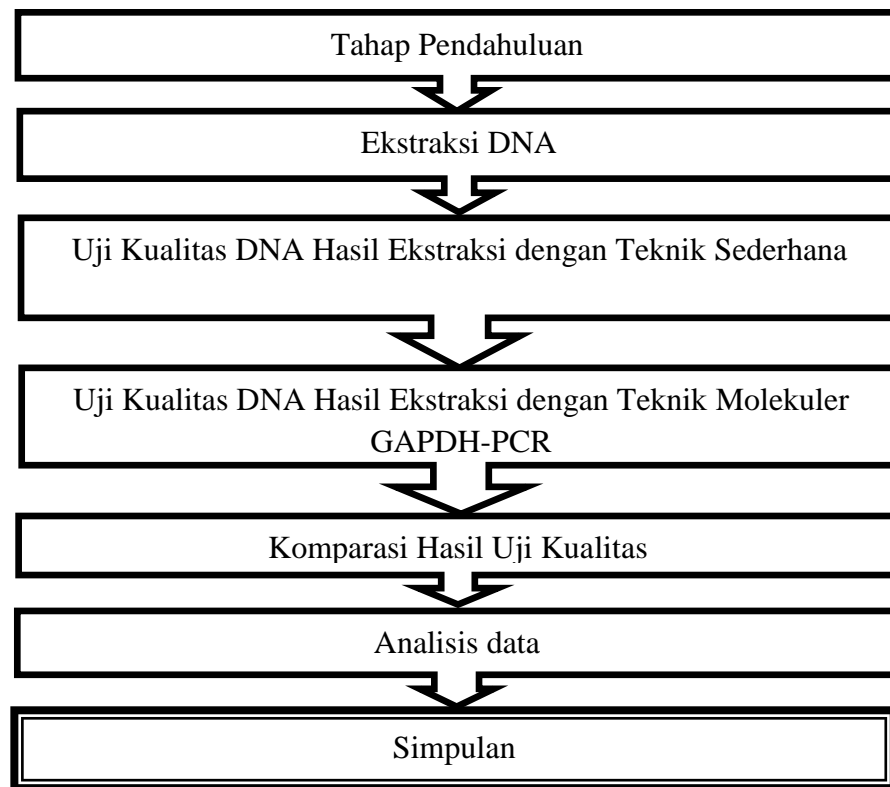 Tahap Pendahuluan
Ekstraksi DNA
Uji Kualitas DNA Hasil Ekstraksi dengan Teknik Sederhana
Uji Kualitas DNA Hasil Ekstraksi dengan Teknik Molekuler
GAPDH-PCR
Komparasi Hasil Uji Kualitas
Analisis data
Simpulan